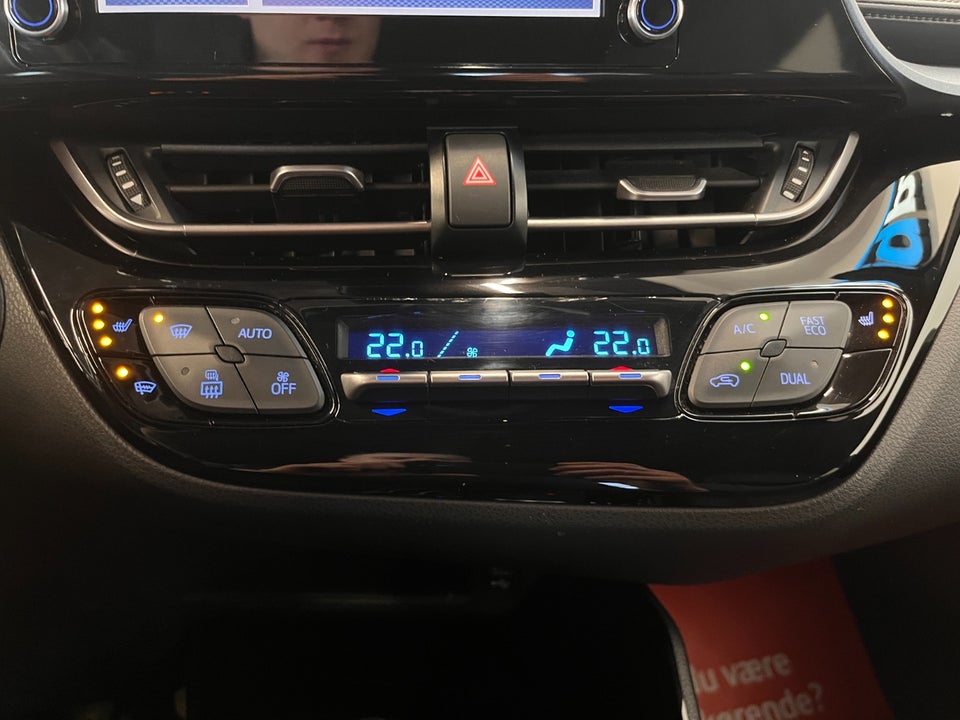 AUTO
OFF
22.0
22.0
A/C
FAST
ECO
DUAL
du være
kørende?